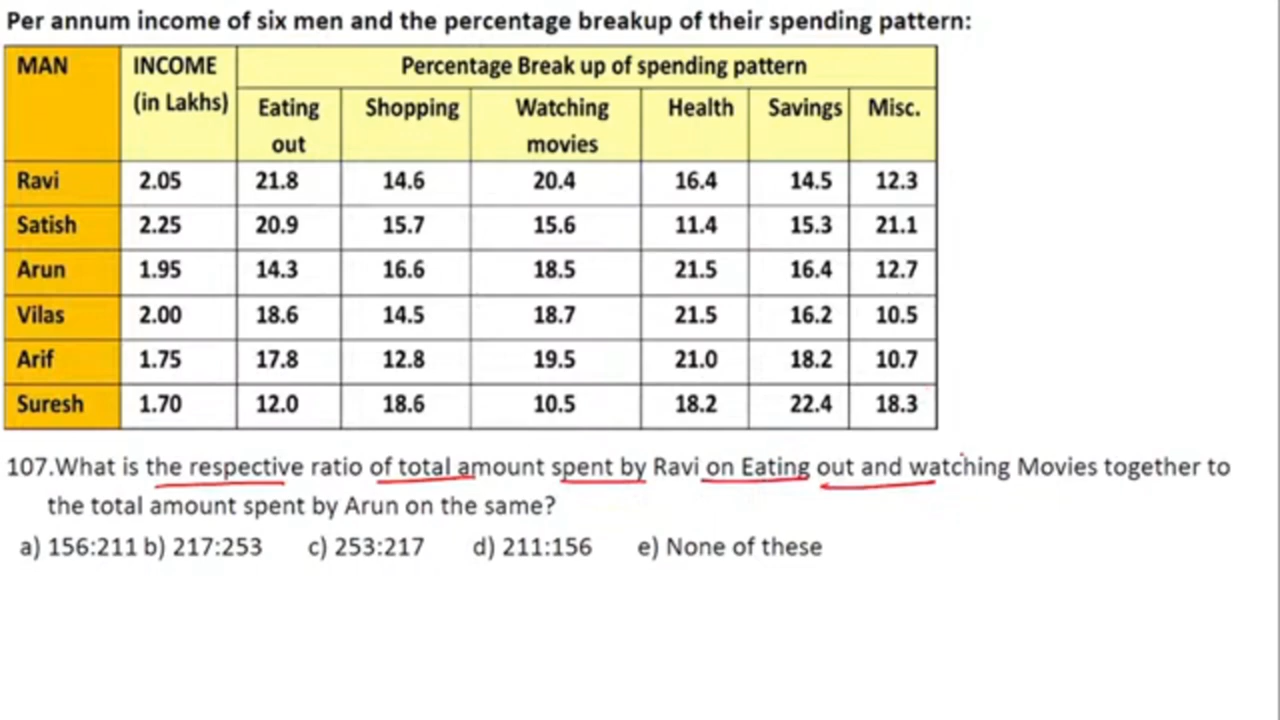 Per annum income of six men and the percentage breakup of their spending pattern:
MAN INCOME (in Lakhs) Percentage Break up of spending pattern
Eating out Shopping Watching movies Health Savings Misc.
Ravi 2.05 21.8 14.6 20.4 16.4 14.5 12.3
Satish 2.25 20.9 15.7 15.6 11.4 15.3 21.1
Arun 1.95 14.3 16.6 18.5 21.5 16.4 12.7
Vilas 2.00 18.6 14.5 18.7 21.5 16.2 10.5
Arif 1.75 17.8 12.8 19.5 21.0 18.2 10.7
Suresh 1.70 12.0 18.6 10.5 18.2 22.4 18.3
107.What is the respective ratio of total amount spent by Ravi on Eating out and watching Movies together to
the total amount spent by Arun on the same?
a) 156:211 b) 217:253 c) 253:217 d) 211:156 e) None of these